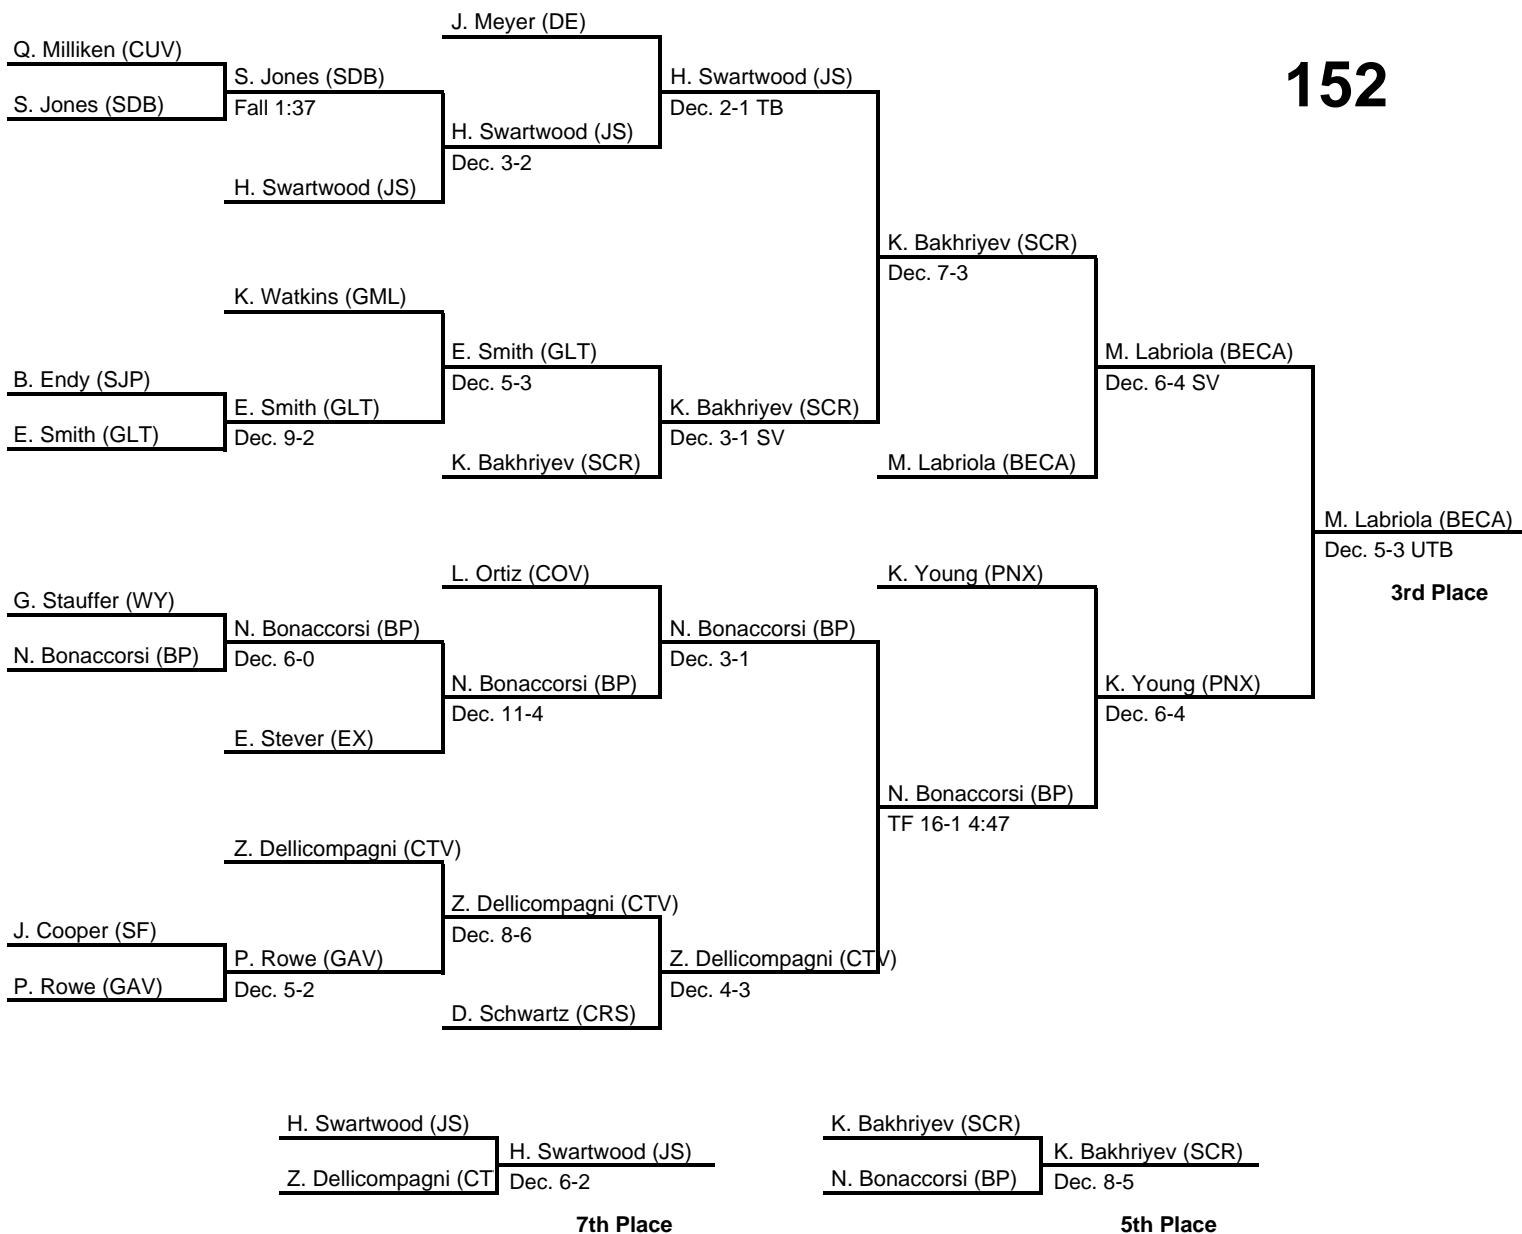 J. Meyer (DE)
Q. Milliken (CUV)
S. Jones (SDB)
H. Swartwood (JS)
152
S. Jones (SDB)
Fall 1:37
Dec. 2-1 TB
H. Swartwood (JS)
Dec. 3-2
H. Swartwood (JS)
K. Bakhriyev (SCR)
Dec. 7-3
K. Watkins (GML)
E. Smith (GLT)
M. Labriola (BECA)
B. Endy (SJP)
Dec. 5-3
Dec. 6-4 SV
E. Smith (GLT)
K. Bakhriyev (SCR)
E. Smith (GLT)
Dec. 9-2
Dec. 3-1 SV
K. Bakhriyev (SCR)
M. Labriola (BECA)
M. Labriola (BECA)
Dec. 5-3 UTB
3rd Place
L. Ortiz (COV)
K. Young (PNX)
G. Stauffer (WY)
N. Bonaccorsi (BP)
N. Bonaccorsi (BP)
N. Bonaccorsi (BP)
Dec. 6-0
Dec. 3-1
N. Bonaccorsi (BP)
K. Young (PNX)
Dec. 11-4
Dec. 6-4
E. Stever (EX)
N. Bonaccorsi (BP)
TF 16-1 4:47
Z. Dellicompagni (CTV)
Z. Dellicompagni (CTV)
J. Cooper (SF)
Dec. 8-6
P. Rowe (GAV)
Z. Dellicompagni (CTV)
P. Rowe (GAV)
Dec. 5-2
Dec. 4-3
D. Schwartz (CRS)
H. Swartwood (JS)
H. Swartwood (JS)
Z. Dellicompagni (CT
Dec. 6-2
7th Place
K. Bakhriyev (SCR)
K. Bakhriyev (SCR)
N. Bonaccorsi (BP)
Dec. 8-5
5th Place